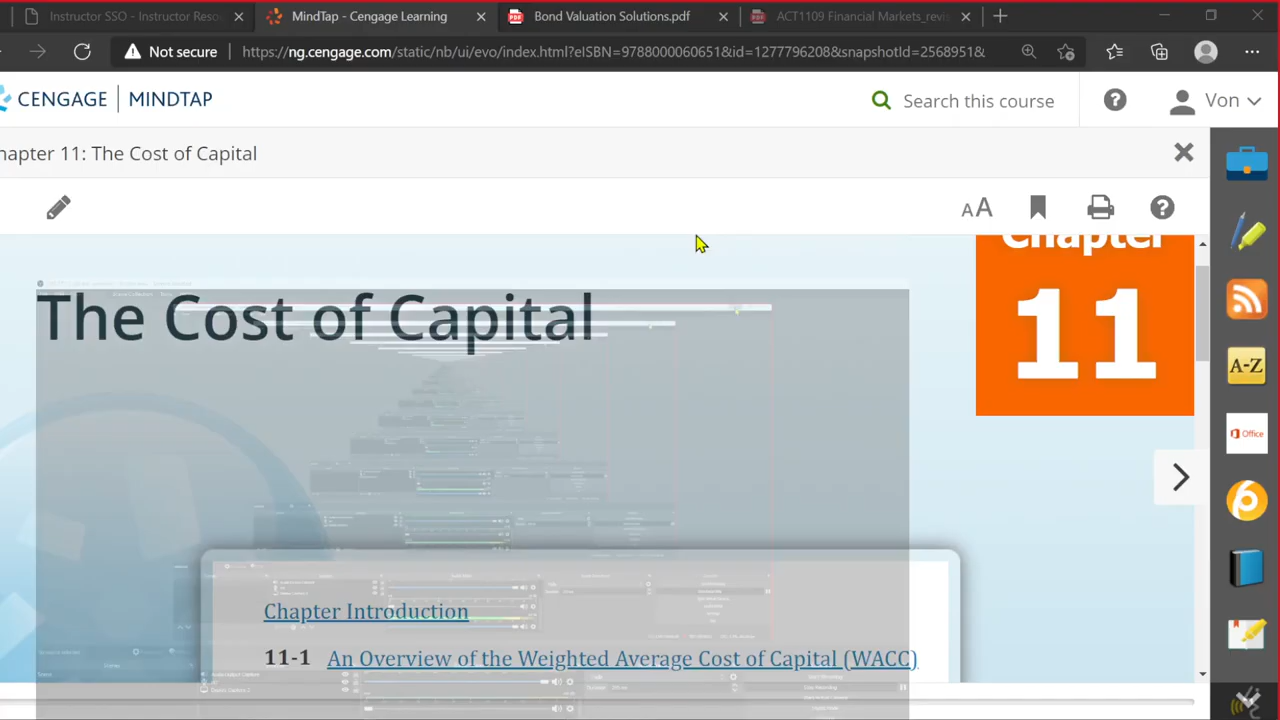 Instructor SSO - Instructor Reso
MindTap - Cengage Learning
Bond Valuation Solutions.pdf
ACT1109 Financial Markets_revi
Not secure
https://ng.cengage.com/static/nb/ui/evo/index.html?eISBN=9788000060651&id=1277796208&snapshotId=2568951&
CENGAGE MINDTAP
Search this course
Von
hapter 11: The Cost of Capital
AA
Chapter
11
The Cost of Capital
A-Z
Office
Chapter Introduction
11-1 An Overview of the Weighted Average Cost of Capital (WACC)